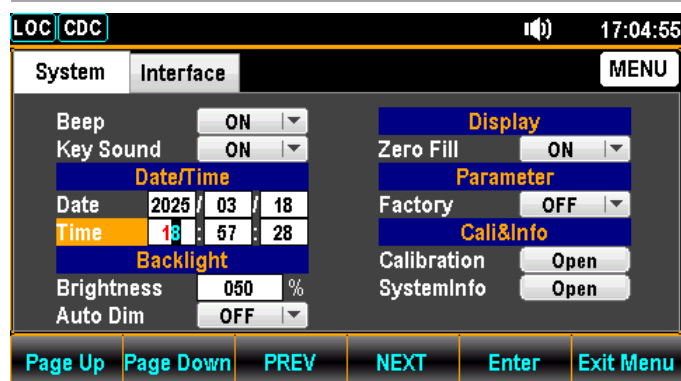 LOC CDC 17:04:55
System Interface MENU
Beep ON
Key Sound ON
Date/Time
Date 2025 / 03 / 18
Time 18 : 57 : 28
Backlight
Brightness 050 %
Auto Dim OFF
Display
Zero Fill ON
Parameter
Factory OFF
Cali&Info
Calibration Open
SystemInfo Open
Page Up Page Down PREV NEXT Enter Exit Menu